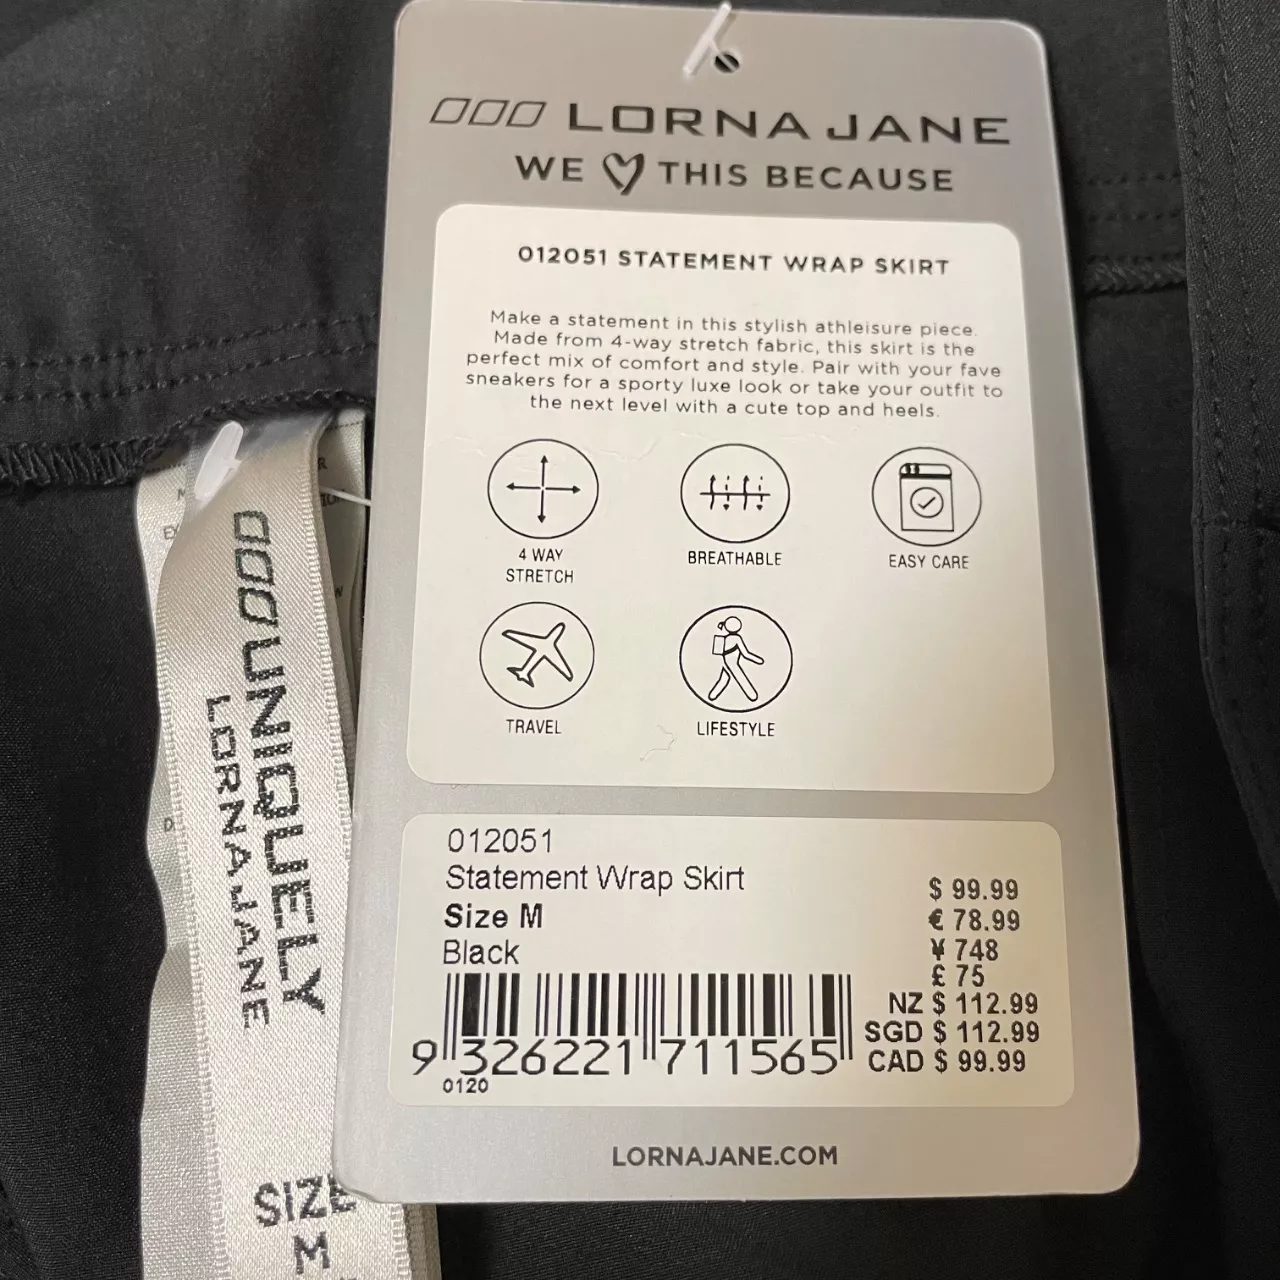 LORNA JANE
WE THIS BECAUSE
012051 STATEMENT WRAP SKIRT
Make a statement in this stylish athleisure piece.
Made from 4-way stretch fabric, this skirt is the
perfect mix of comfort and style. Pair with your fave
sneakers for a sporty luxe look or take your outfit to
the next level with a cute top and heels.
4 WAY
STRETCH
BREATHABLE
EASY CARE
TRAVEL
LIFESTYLE
012051
Statement Wrap Skirt
Size M
Black
$ 99.99
€ 78.99
¥ 748
£ 75
NZ $ 112.99
SGD $ 112.99
CAD $ 99.99
9 326221 711565
0120
LORNAJANE.COM
UNIQUELY
LORNA JANE
SIZE
M